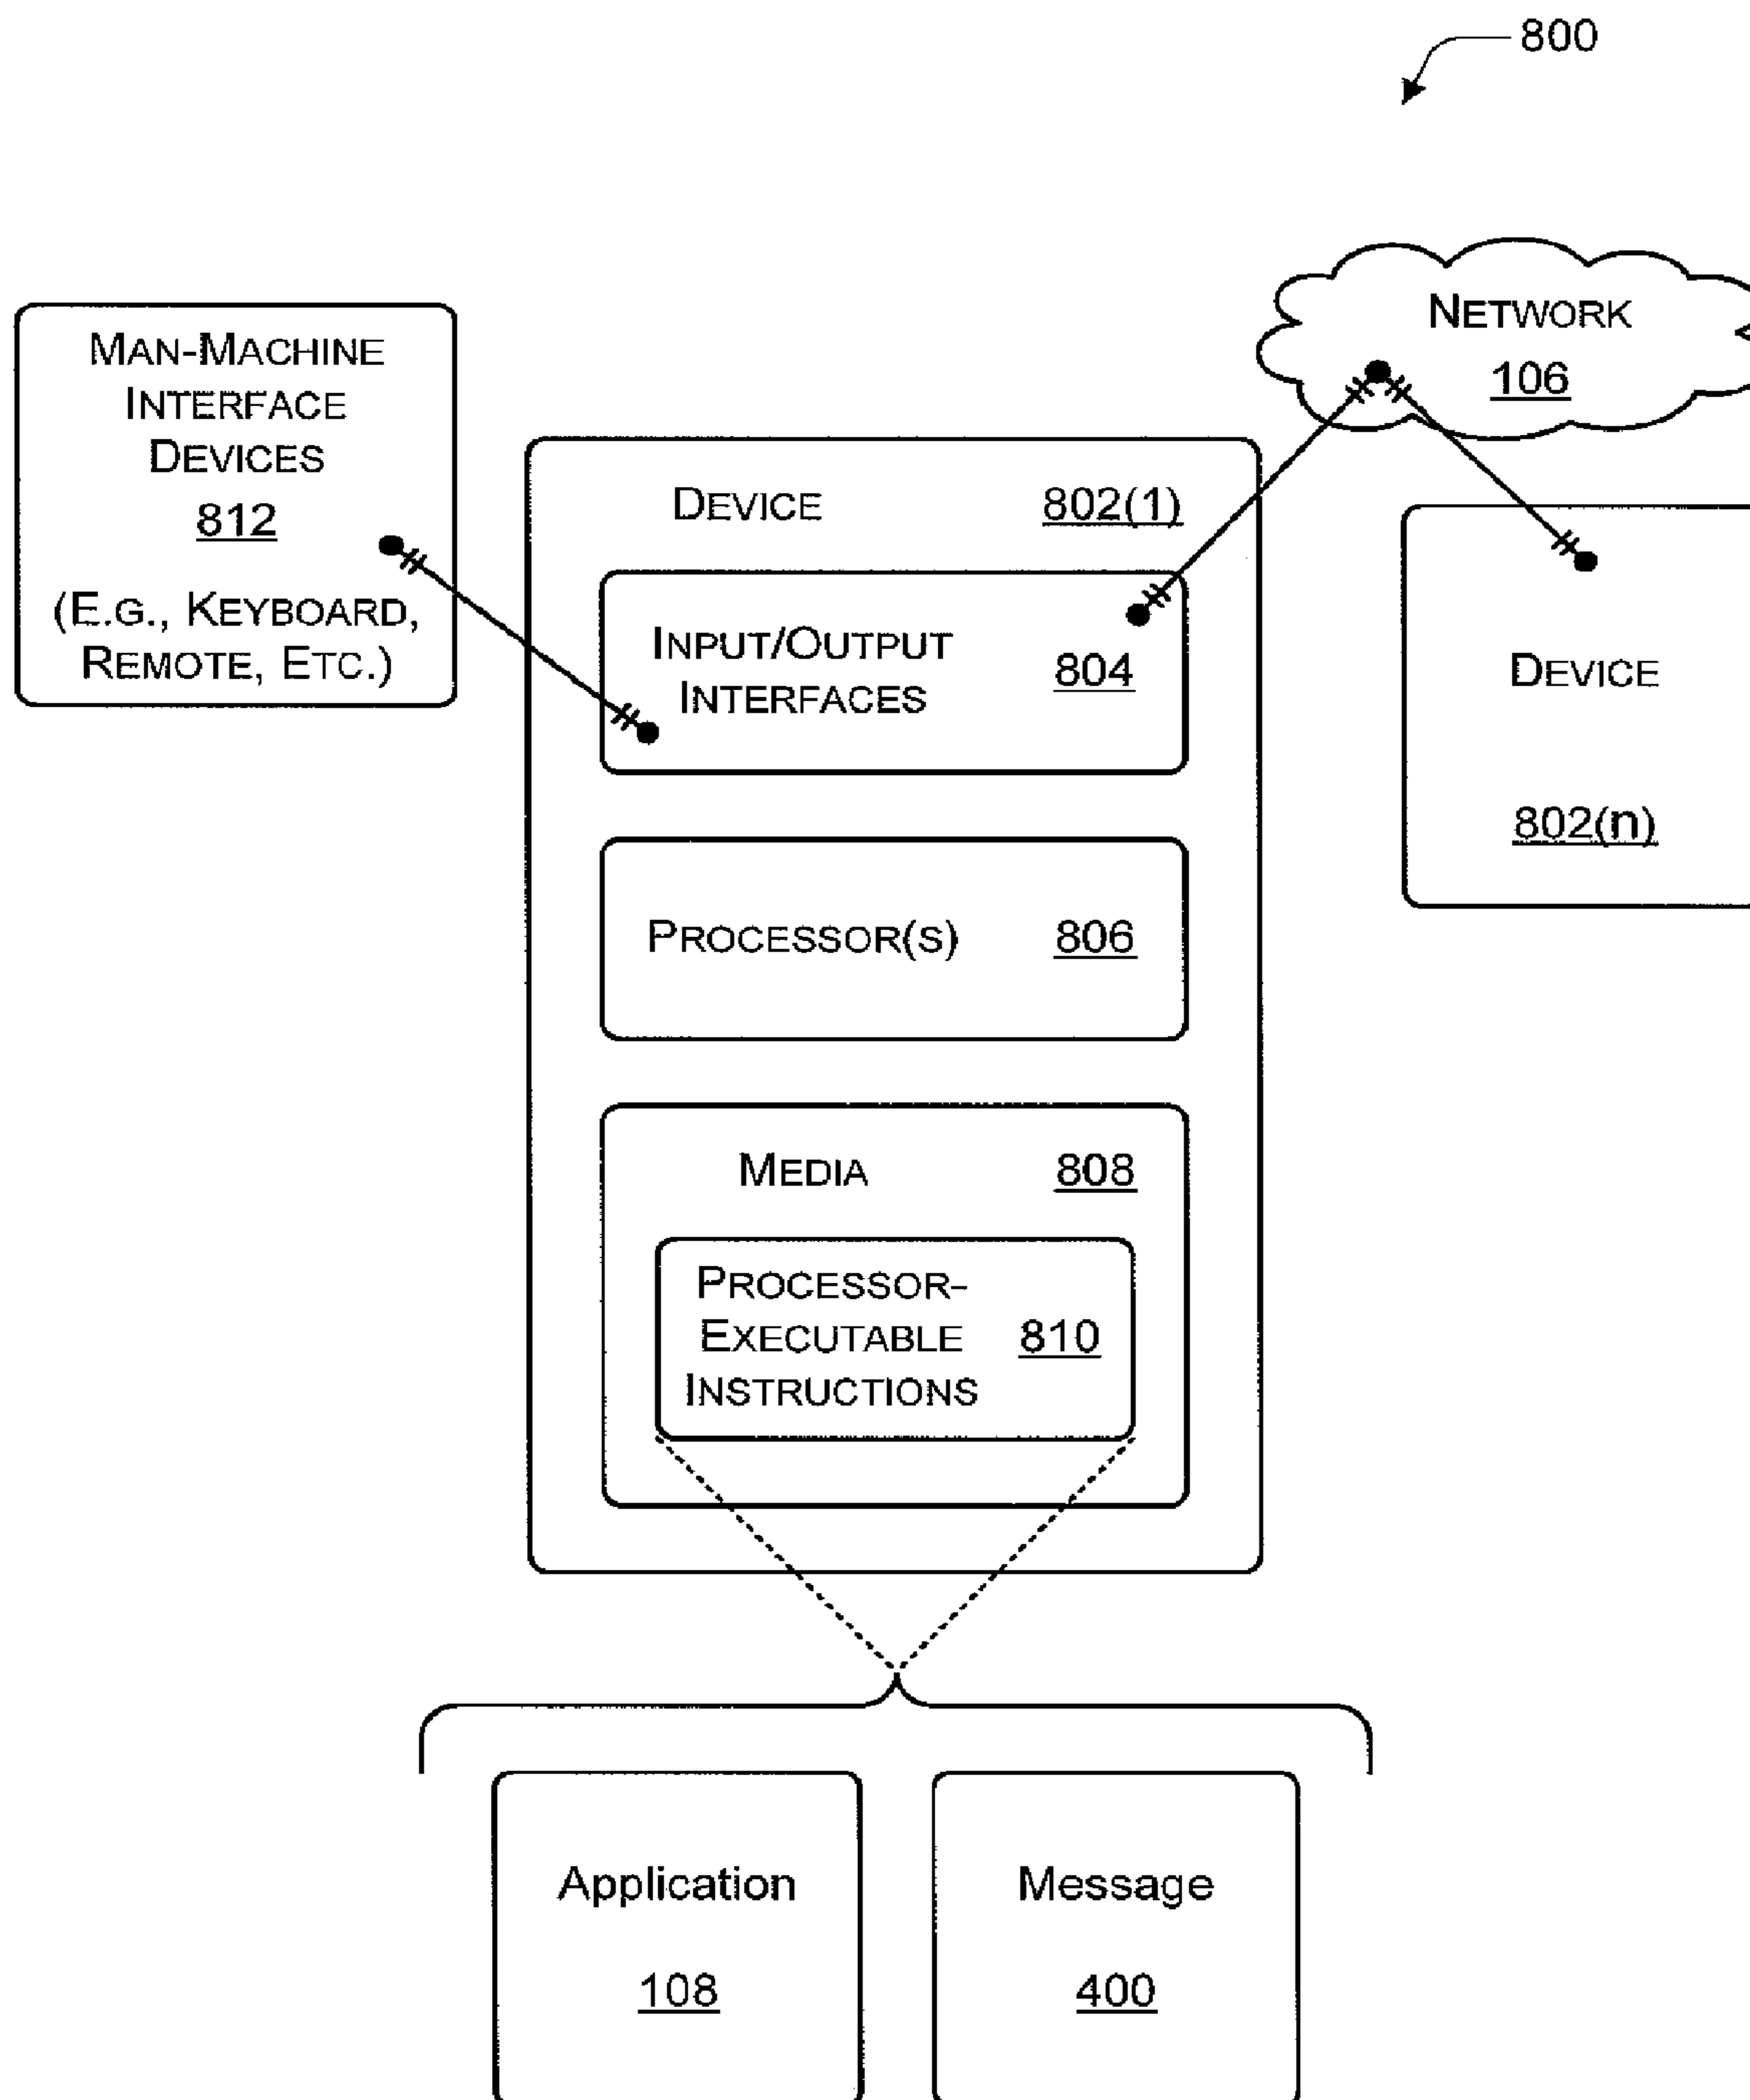 800
NETWORK
106
MAN-MACHINE
INTERFACE
DEVICES
812
(E.G., KEYBOARD,
REMOTE, ETC.)
DEVICE 802(1)
INPUT/OUTPUT
INTERFACES
804
DEVICE
802(n)
PROCESSOR(S) 806
MEDIA 808
PROCESSOR-
EXECUTABLE
INSTRUCTIONS
810
Application
108
Message
400